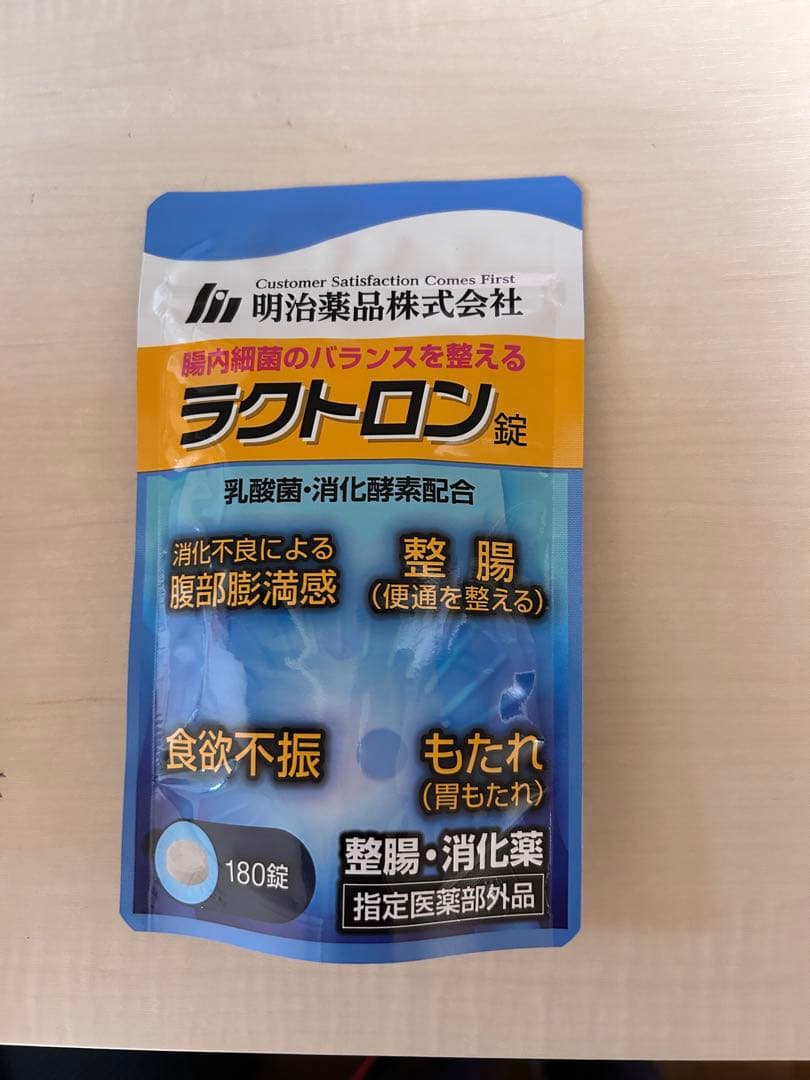 Customer Satisfaction Comes First
明治薬品株式会社
腸内細菌のバランスを整える
ラクトロン錠
乳酸菌・消化酵素配合
消化不良による
腹部膨満感
整腸
(便通を整える)
食欲不振
もたれ
(胃もたれ)
180錠
整腸・消化薬
指定医薬部外品